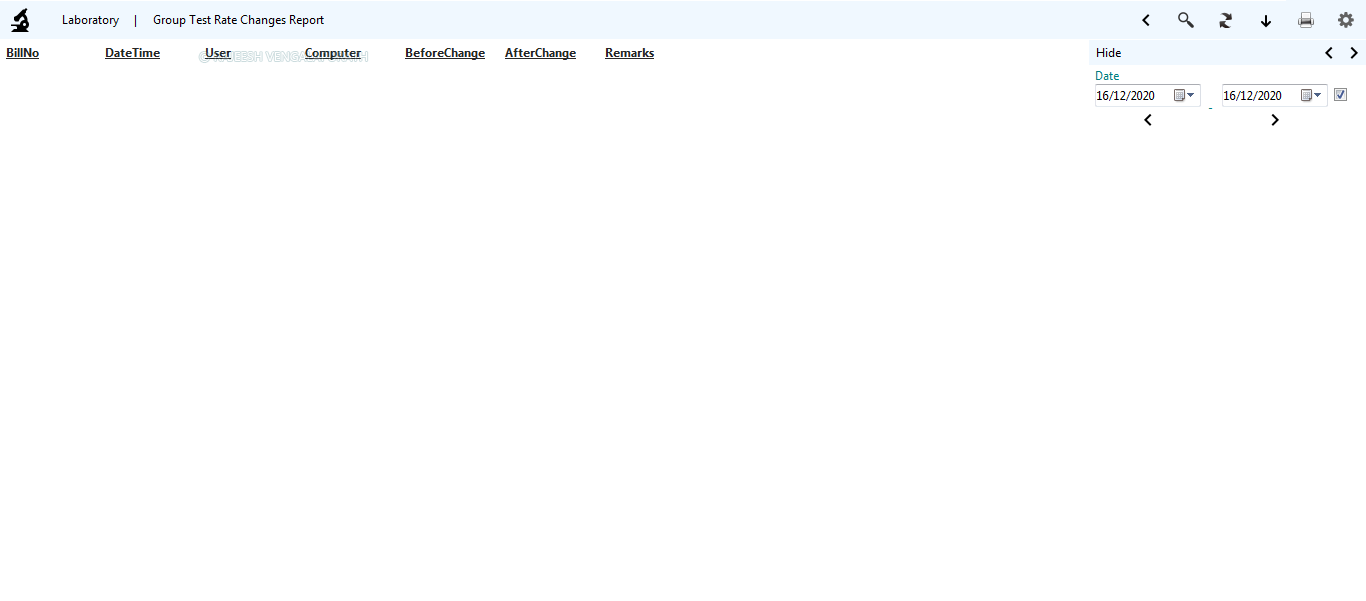 Laboratory | Group Test Rate Changes Report
BillNo DateTime User Computer BeforeChange AfterChange Remarks
Hide
Date
16/12/2020 - 16/12/2020